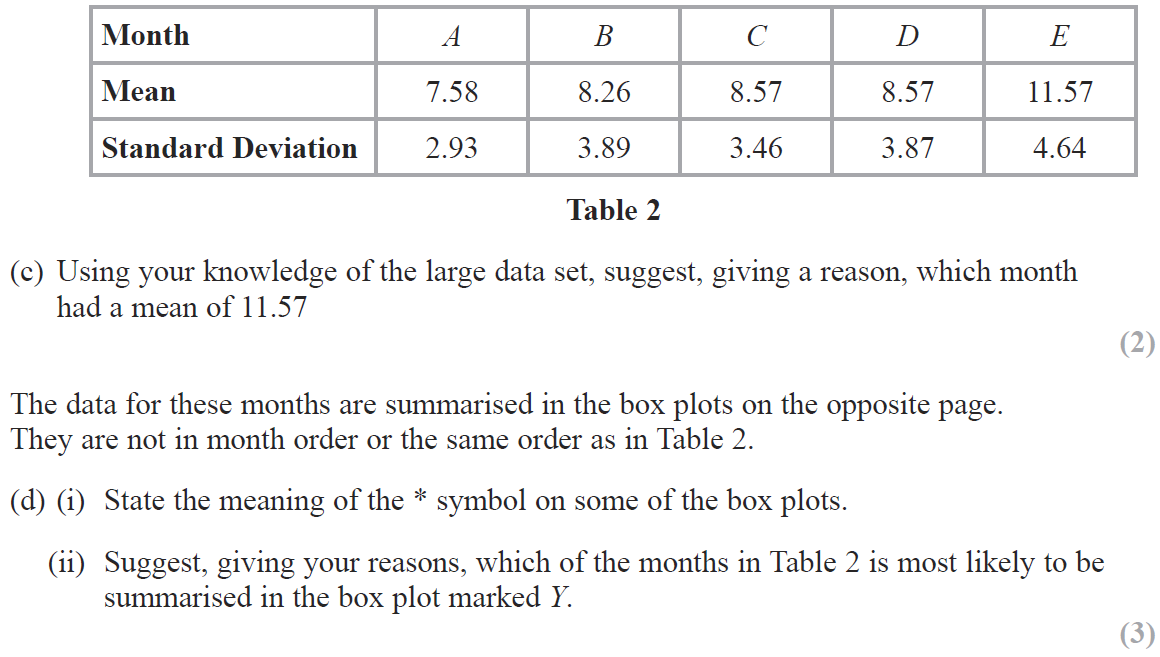 Month A B C D E
Mean 7.58 8.26 8.57 8.57 11.57
Standard Deviation 2.93 3.89 3.46 3.87 4.64
Table 2
(c) Using your knowledge of the large data set, suggest, giving a reason, which month
had a mean of 11.57
(2)
The data for these months are summarised in the box plots on the opposite page.
They are not in month order or the same order as in Table 2.
(d) (i) State the meaning of the * symbol on some of the box plots.
(ii) Suggest, giving your reasons, which of the months in Table 2 is most likely to be
summarised in the box plot marked Y.
(3)